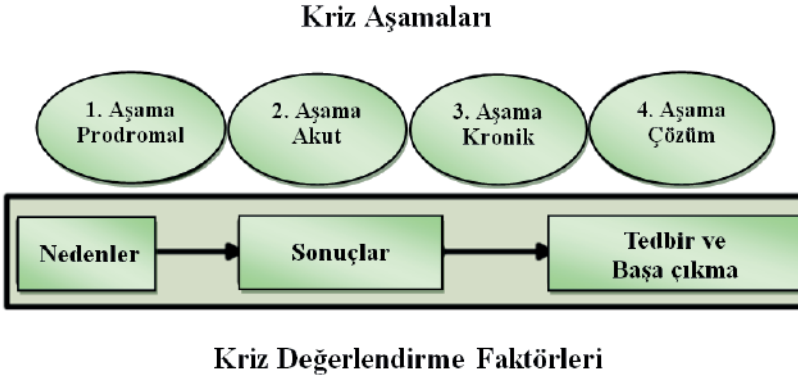 Kriz Aşamaları
1. Aşama
Prodromal
2. Aşama
Akut
3. Aşama
Kronik
4. Aşama
Çözüm
Nedenler
Sonuçlar
Tedbir ve
Başa çıkma
Kriz Değerlendirme Faktörleri